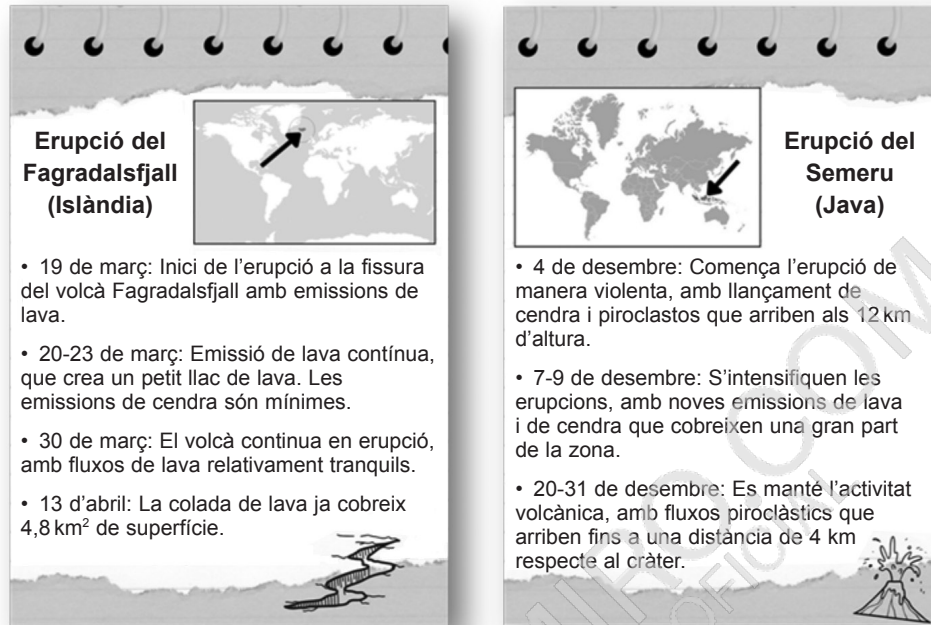 Erupció del
Fagradalsfjall
(Islàndia)
• 19 de març: Inici de l’erupció a la fissura
del volcà Fagradalsfjall amb emissions de
lava.
• 20-23 de març: Emissió de lava contínua,
que crea un petit llac de lava. Les
emissions de cendra són mínimes.
• 30 de març: El volcà continua en erupció,
amb fluxos de lava relativament tranquils.
• 13 d’abril: La colada de lava ja cobreix
4,8 km² de superfície.
Erupció del
Semeru
(Java)
• 4 de desembre: Comença l’erupció de
manera violenta, amb llançament de
cendra i piroclastos que arriben als 12 km
d’altura.
• 7-9 de desembre: S’intensifiquen les
erupcions, amb noves emissions de lava
i de cendra que cobreixen una gran part
de la zona.
• 20-31 de desembre: Es manté l’activitat
volcànica, amb fluxos piroclàstics que
arriben fins a una distància de 4 km
respecte al cràter.